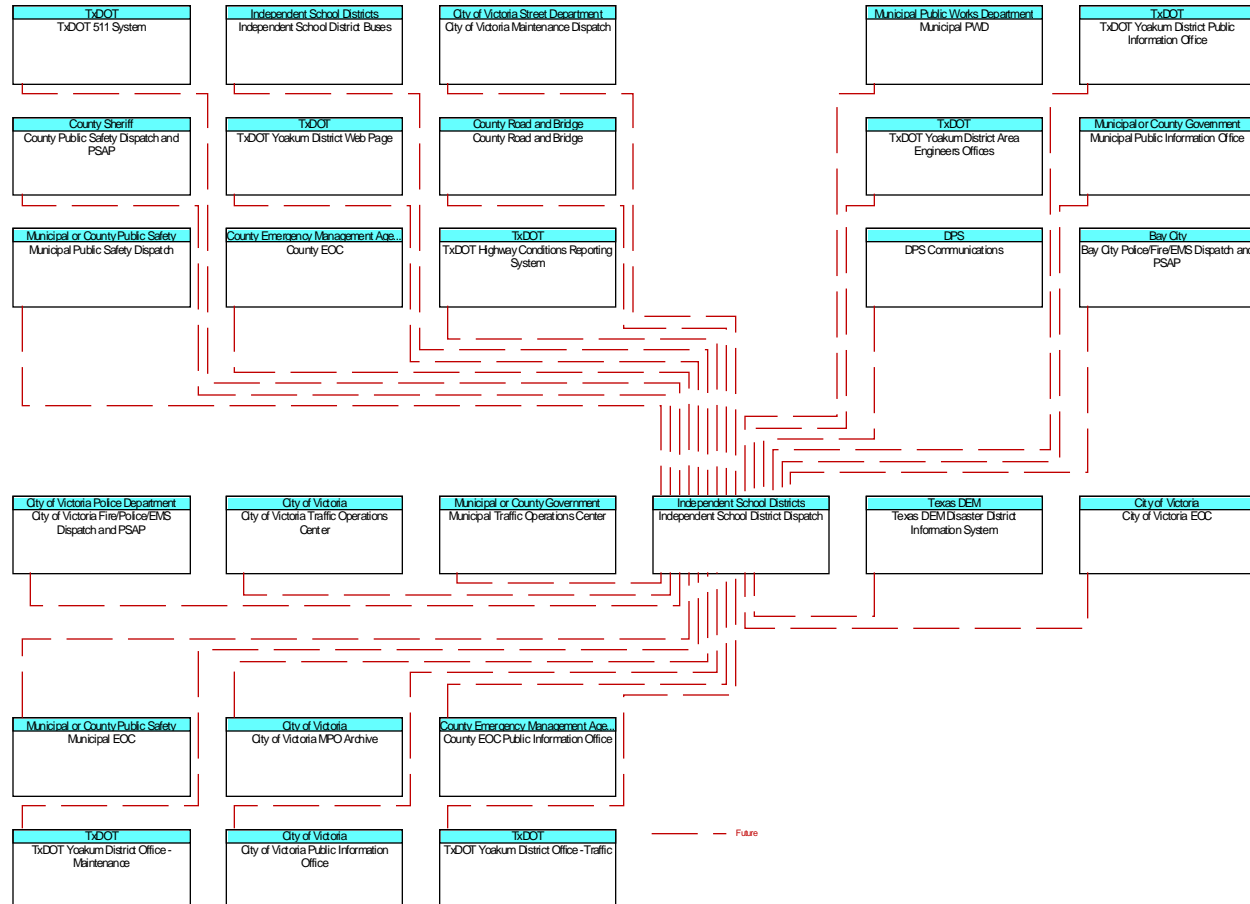 TxDOT
TxDOT 511 System
Independent School Districts
Independent School District Buses
City of Victoria Street Department
City of Victoria Maintenance Dispatch
Municipal Public Works Department
Municipal PWD
TxDOT
TxDOT Yoakum District Public
Information Office
County Sheriff
County Public Safety Dispatch and
PSAP
TxDOT
TxDOT Yoakum District Web Page
County Road and Bridge
County Road and Bridge
TxDOT
TxDOT Yoakum District Area
Engineers Offices
Municipal or County Government
Municipal Public Information Office
Municipal or County Public Safety
Municipal Public Safety Dispatch
County Emergency Management Age...
County EOC
TxDOT
TxDOT Highway Conditions Reporting
System
DPS
DPS Communications
Bay City
Bay City Police/Fire/EMS Dispatch and
PSAP
City of Victoria Police Department
City of Victoria Fire/Police/EMS
Dispatch and PSAP
City of Victoria
City of Victoria Traffic Operations
Center
Municipal or County Government
Municipal Traffic Operations Center
Independent School Districts
Independent School District Dispatch
Texas DEM
Texas DEM Disaster District
Information System
City of Victoria
City of Victoria EOC
Municipal or County Public Safety
Municipal EOC
City of Victoria
City of Victoria MPO Archive
County Emergency Management Age...
County EOC Public Information Office
TxDOT
TxDOT Yoakum District Office -
Maintenance
City of Victoria
City of Victoria Public Information
Office
TxDOT
TxDOT Yoakum District Office - Traffic
Future